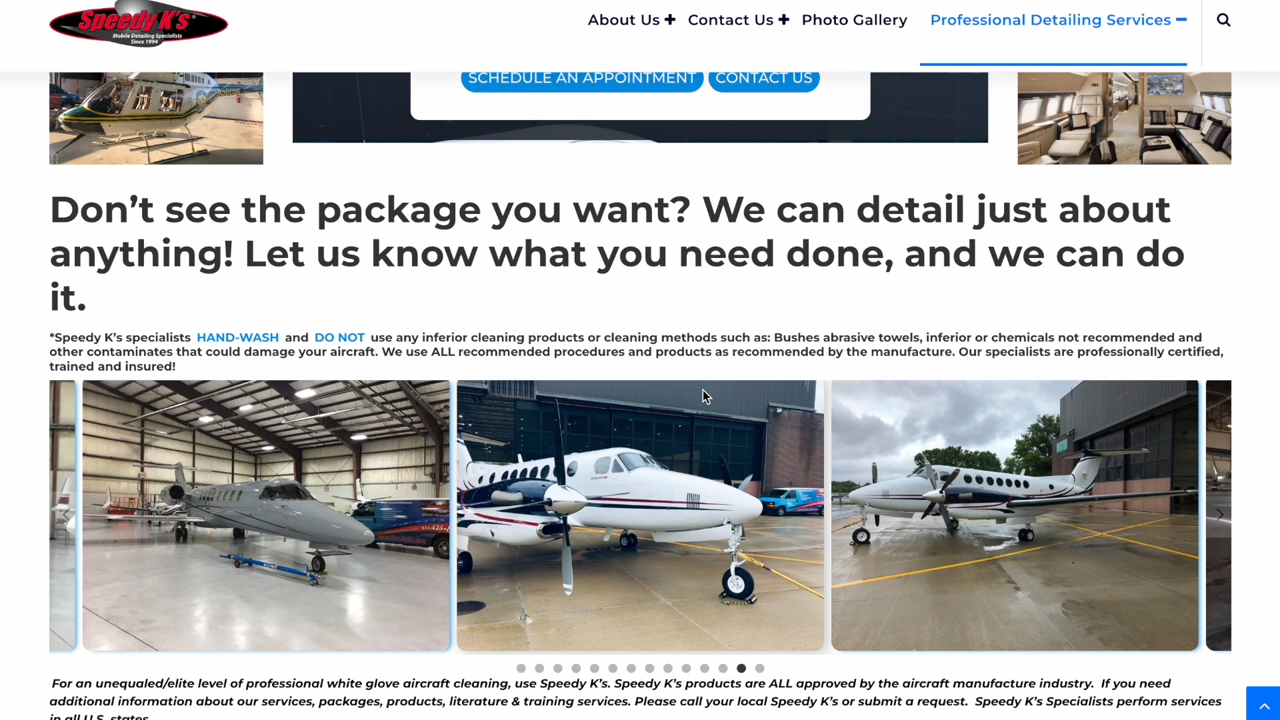 Speedy K's
Mobile Detailing Specialists
Since 1994
About Us
Contact Us
Photo Gallery
Professional Detailing Services
SCHEDULE AN APPOINTMENT
CONTACT US
Don’t see the package you want? We can detail just about
anything! Let us know what you need done, and we can do
it.
*Speedy K’s specialists HAND-WASH and DO NOT use any inferior cleaning products or cleaning methods such as: Bushes abrasive towels, inferior or chemicals not recommended and
other contaminates that could damage your aircraft. We use ALL recommended procedures and products as recommended by the manufacture. Our specialists are professionally certified,
trained and insured!
For an unequaled/elite level of professional white glove aircraft cleaning, use Speedy K’s. Speedy K’s products are ALL approved by the aircraft manufacture industry. If you need
additional information about our services, packages, products, literature & training services. Please call your local Speedy K’s or submit a request. Speedy K’s Specialists perform services
in all U.S. states